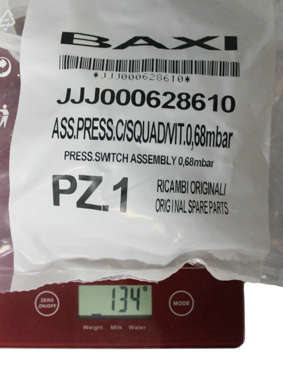 BAXI
*JJJ000628610*
JJJ000628610
ASS.PRESS.C/SQUAD/VIT.0,68mbar
PRESS.SWITCH ASSEMBLY 0,68mbar
PZ.1
RICAMBI ORIGINALI
ORIGINAL SPARE PARTS
ZERO
ON/OFF
134
MODE
Weight Milk Water